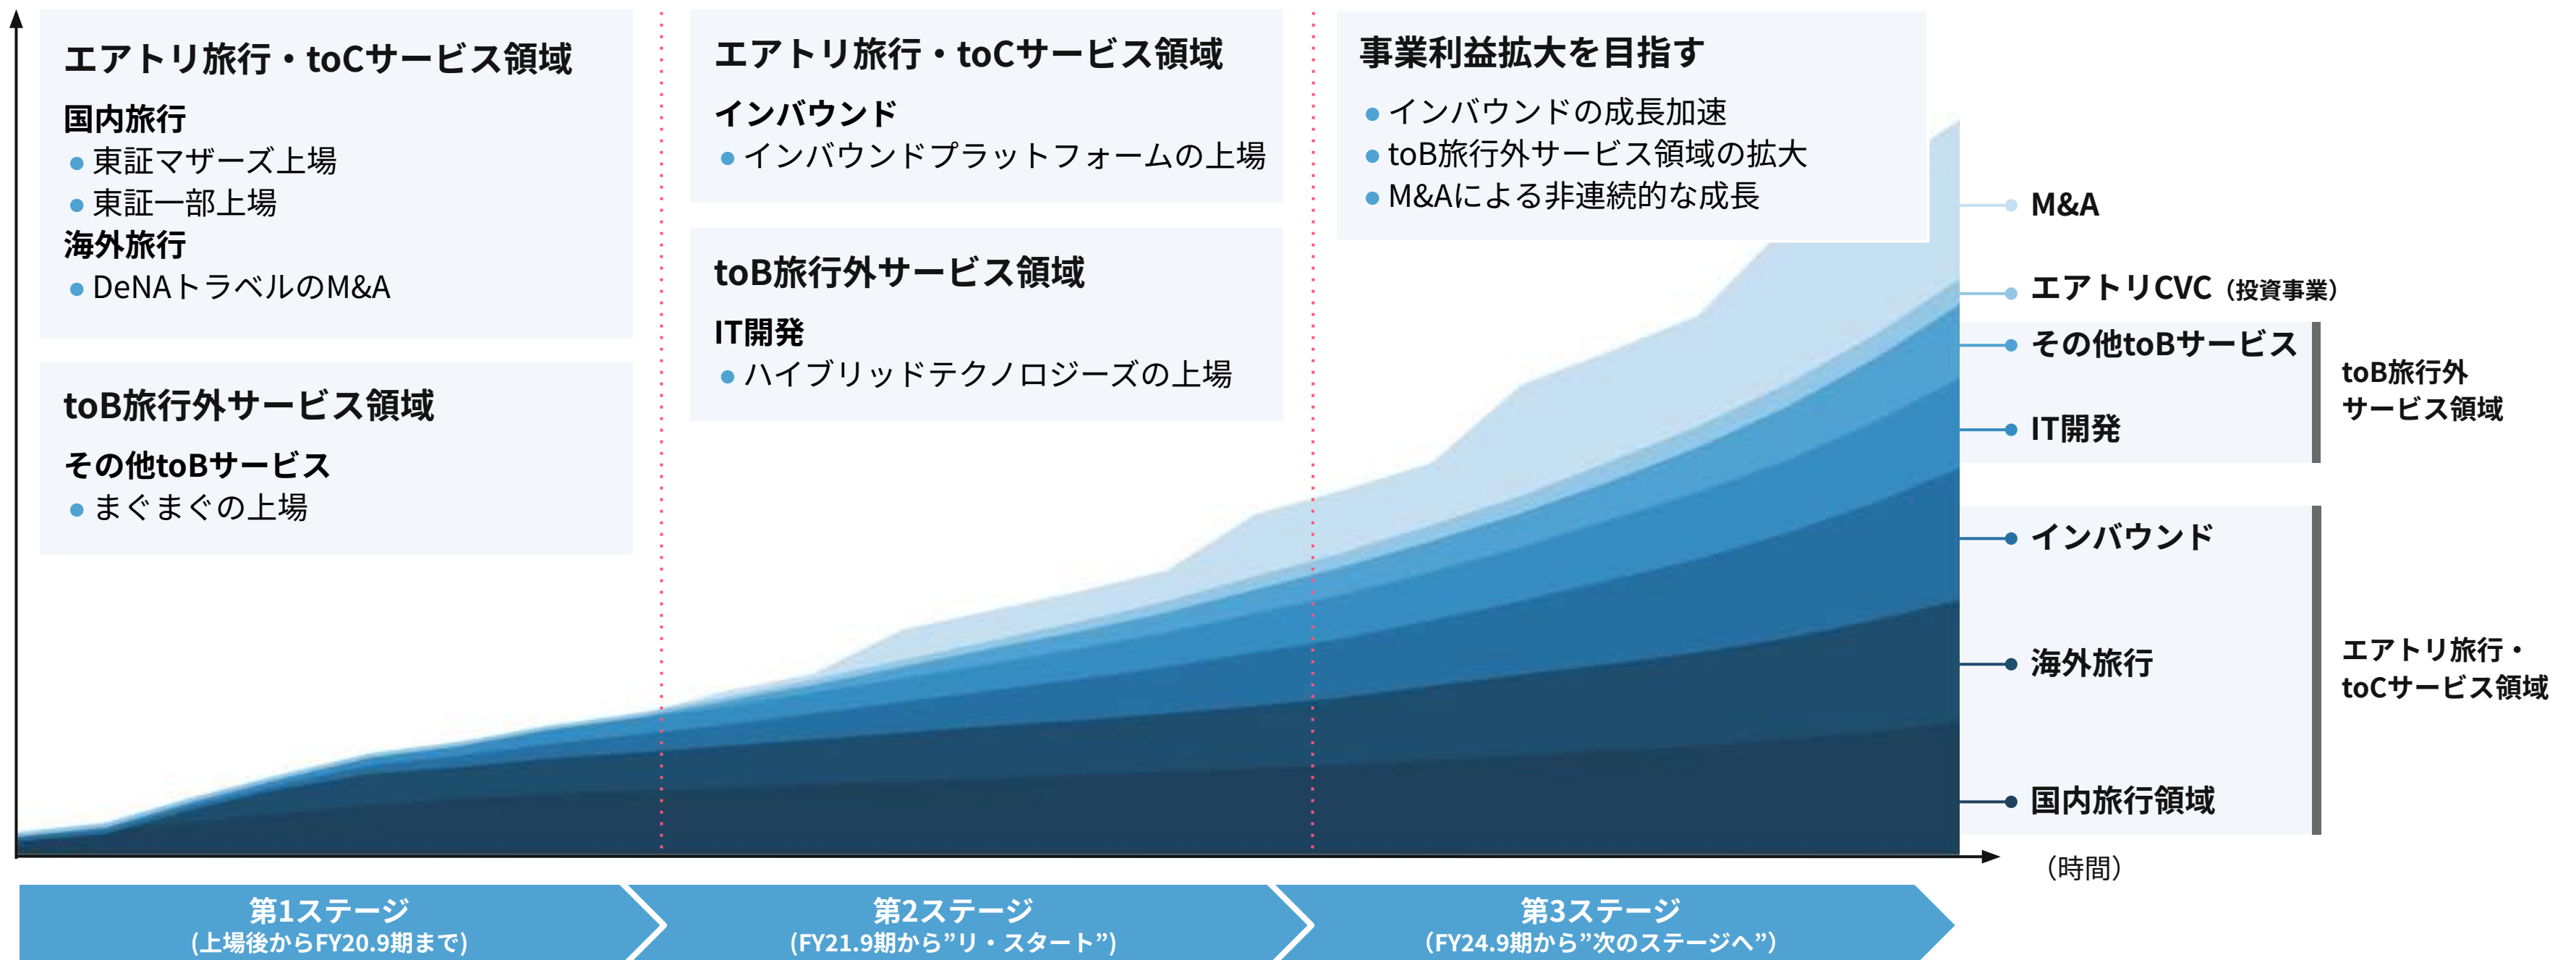 エアトリ旅行・toCサービス領域
国内旅行
● 東証マザーズ上場
● 東証一部上場
海外旅行
● DeNAトラベルのM&A
toB旅行外サービス領域
その他toBサービス
● まぐまぐの上場
エアトリ旅行・toCサービス領域
インバウンド
● インバウンドプラットフォームの上場
toB旅行外サービス領域
IT開発
● ハイブリッドテクノロジーズの上場
事業利益拡大を目指す
● インバウンドの成長加速
● toB旅行外サービス領域の拡大
● M&Aによる非連続的な成長
M&A
エアトリCVC（投資事業）
その他toBサービス
IT開発
toB旅行外
サービス領域
インバウンド
海外旅行
国内旅行領域
エアトリ旅行・
toCサービス領域
（時間）
第1ステージ
(上場後からFY20.9期まで)
第2ステージ
(FY21.9期から”リ・スタート”)
第3ステージ
（FY24.9期から”次のステージへ”）